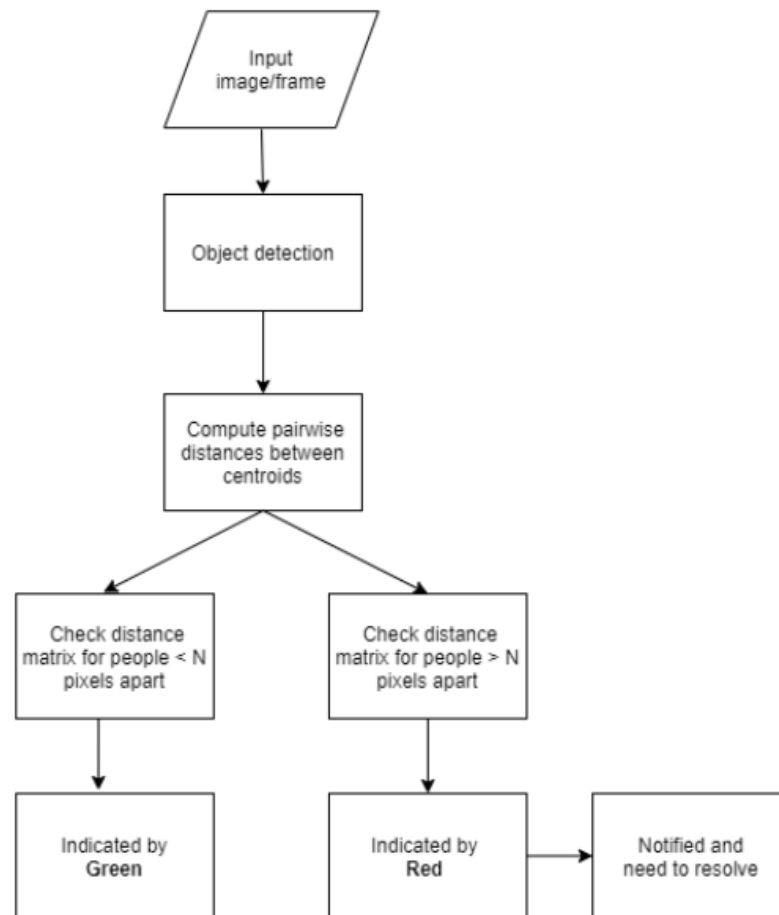 Input
image/frame
Object detection
Compute pairwise
distances between
centroids
Check distance
matrix for people < N
pixels apart
Check distance
matrix for people > N
pixels apart
Indicated by
Green
Indicated by
Red
Notified and
need to resolve